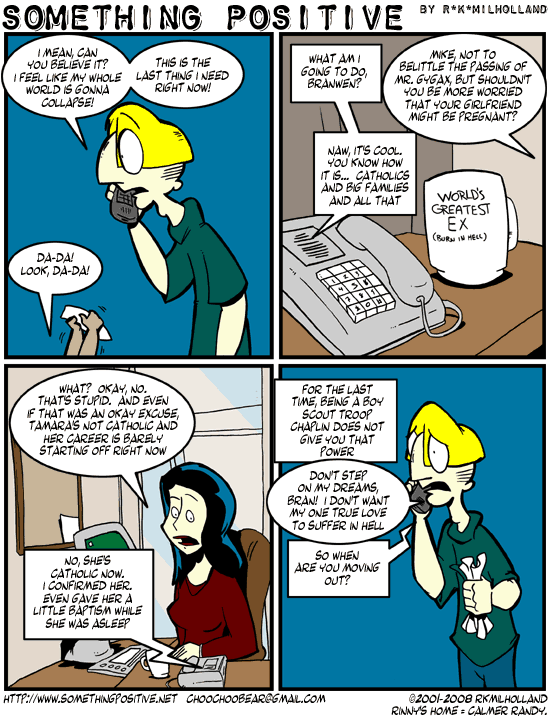 SOMETHING POSITIVE BY R*K*MILHOLLAND
I MEAN, CAN
YOU BELIEVE IT?
I FEEL LIKE MY WHOLE
WORLD IS GONNA
COLLAPSE!
THIS IS THE
LAST THING I NEED
RIGHT NOW!
DA-DA!
LOOK, DA-DA!
WHAT AM I
GOING TO DO,
BRANWEN?
MIKE, NOT TO
BELITTLE THE PASSING OF
MR. GYGAX, BUT SHOULDN'T
YOU BE MORE WORRIED
THAT YOUR GIRLFRIEND
MIGHT BE PREGNANT?
NAW, IT'S COOL.
YOU KNOW HOW
IT IS... CATHOLICS
AND BIG FAMILIES
AND ALL THAT
WORLD'S
GREATEST
EX
(BURN IN HELL)
WHAT? OKAY, NO.
THAT'S STUPID. AND EVEN
IF THAT WAS AN OKAY EXCUSE,
TAMARA'S NOT CATHOLIC AND
HER CAREER IS BARELY
STARTING OFF RIGHT NOW
NO, SHE'S
CATHOLIC NOW.
I CONFIRMED HER.
EVEN GAVE HER A
LITTLE BAPTISM WHILE
SHE WAS ASLEEP
FOR THE LAST
TIME, BEING A BOY
SCOUT TROOP
CHAPLIN DOES NOT
GIVE YOU THAT
POWER
DON'T STEP
ON MY DREAMS,
BRAN! I DON'T WANT
MY ONE TRUE LOVE
TO SUFFER IN HELL
SO WHEN
ARE YOU MOVING
OUT?
HTTP://WWW.SOMETHINGPOSITIVE.NET CHOOCHOOBEAR@GMAIL.COM
©2001-2008 RKMILHOLLAND
RINNY'S HOME = CALMER RANDY.